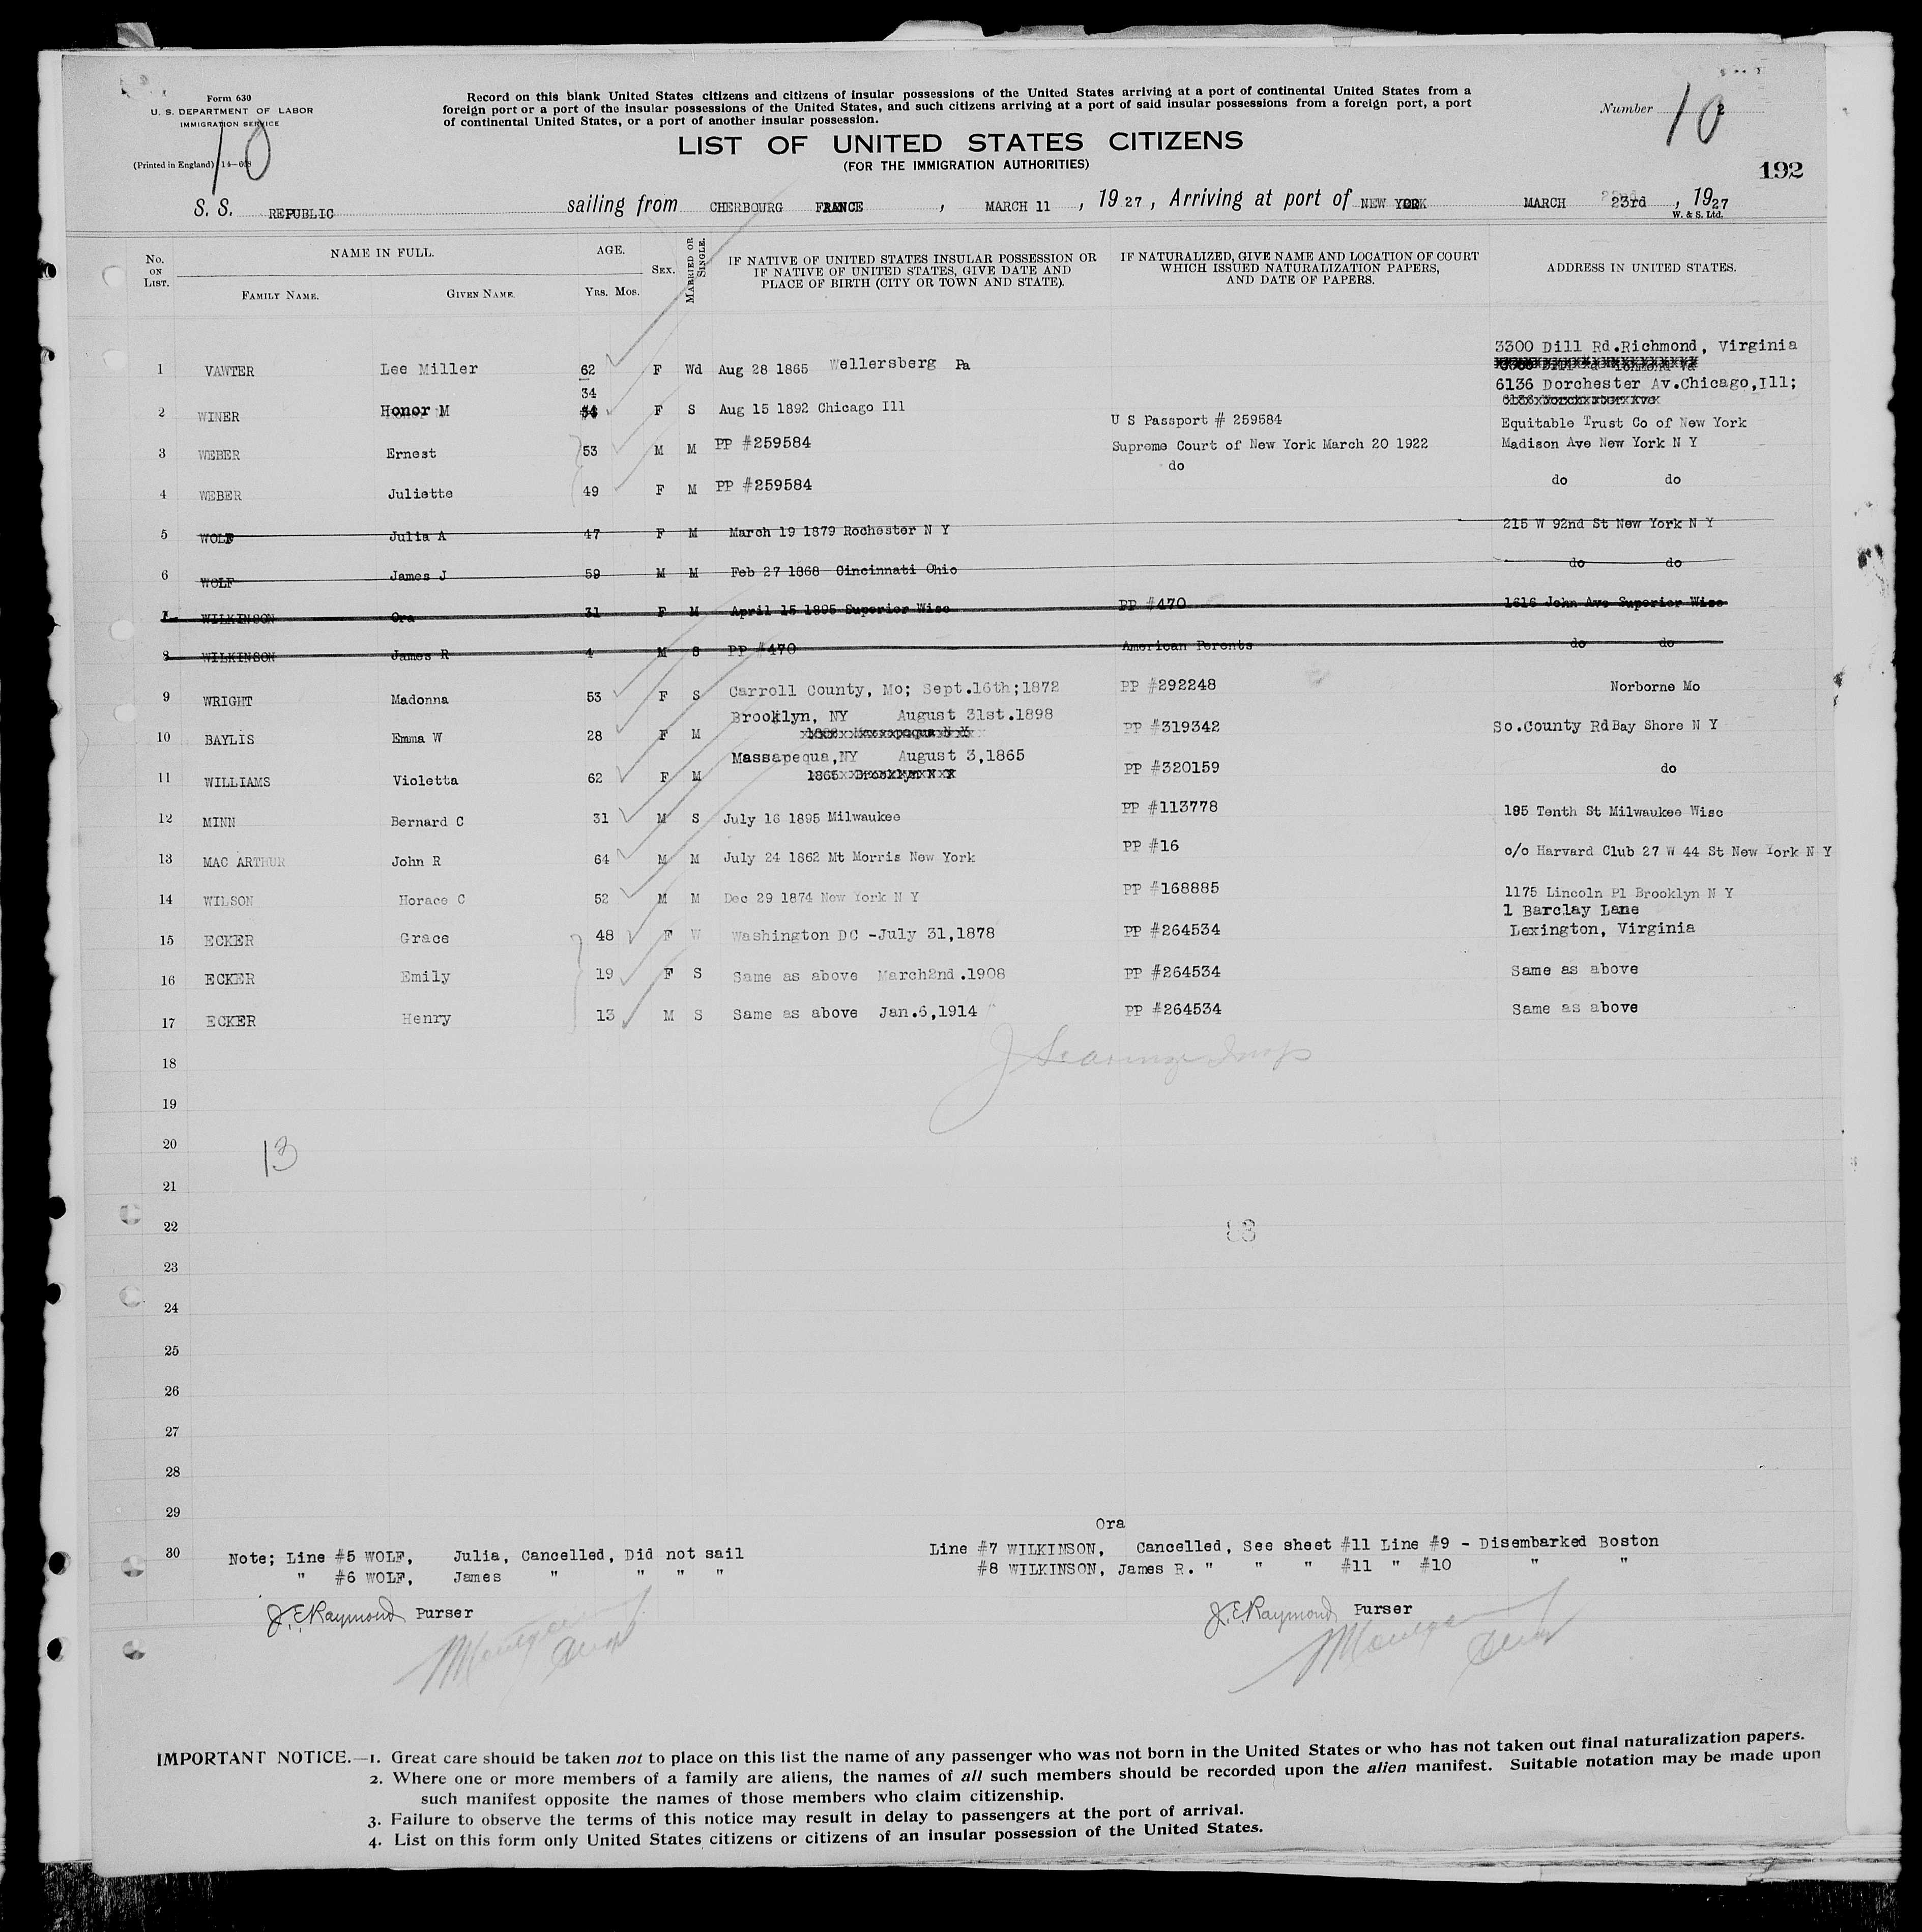 Form 630
U. S. DEPARTMENT OF LABOR
IMMIGRATION SERVICE
(Printed in England)
10
Record on this blank United States citizens and citizens of insular possessions of the United States arriving at a port of continental United States from a
foreign port or a port of the insular possessions of the United States, and such citizens arriving at a port of said insular possessions from a foreign port, a port
of continental United States, or a port of another insular possession.
Number 10
LIST OF UNITED STATES CITIZENS
(FOR THE IMMIGRATION AUTHORITIES)
192
S. S. REPUBLIC sailing from CHERBOURG FRANCE, MARCH 11, 1927, Arriving at port of NEW YORK MARCH 23rd, 1927
W. & S. Ltd.
No. ON LIST. NAME IN FULL. FAMILY NAME. GIVEN NAME. AGE. YRS. MOS. SEX. MARRIED OR SINGLE. IF NATIVE OF UNITED STATES INSULAR POSSESSION OR IF NATIVE OF UNITED STATES, GIVE DATE AND PLACE OF BIRTH (CITY OR TOWN AND STATE). IF NATURALIZED, GIVE NAME AND LOCATION OF COURT WHICH ISSUED NATURALIZATION PAPERS, AND DATE OF PAPERS. ADDRESS IN UNITED STATES.
3300 Dill Rd.Richmond, Virginia
1 VAWTER Lee Miller 62 F Wd Aug 28 1865 Wellersberg Pa
34 6136 Dorchester Av.Chicago,Ill;
2 WINER Honor M F S Aug 15 1892 Chicago Ill
U S Passport # 259584 Equitable Trust Co of New York
3 WEBER Ernest 53 M M PP #259584 Supreme Court of New York March 20 1922 Madison Ave New York N Y
do
4 WEBER Juliette 49 F M PP #259584 do do
5 WOLF Julia A 47 F M March 19 1879 Rochester N Y 215 W 92nd St New York N Y
6 WOLF James J 59 M M Feb 27 1868 Cincinnati Ohio do do
7 WILKINSON Ora 31 F M April 15 1895 Superior Wisc PP #470 1616 John Ave Superior Wisc
8 WILKINSON James R 4 M S PP #470 American Perents do do
9 WRIGHT Madonna 53 F S Carroll County, Mo; Sept.16th;1872 PP #292248 Norborne Mo
Brooklyn, NY August 31st.1898
10 BAYLIS Emma W 28 F M PP #319342 So.County Rd Bay Shore N Y
Massapequa,NY August 3,1865
11 WILLIAMS Violetta 62 F M PP #320159 do
12 MINN Bernard C 31 M S July 16 1895 Milwaukee PP #113778 185 Tenth St Milwaukee Wisc
13 MAC ARTHUR John R 64 M M July 24 1862 Mt Morris New York PP #16 c/o Harvard Club 27 W 44 St New York N Y
14 WILSON Horace C 52 M M Dec 29 1874 New York N Y PP #168885 1175 Lincoln Pl Brooklyn N Y
1 Barclay Lane
15 ECKER Grace 48 F W Washington DC -July 31,1878 PP #264534 Lexington, Virginia
16 ECKER Emily 19 F S Same as above March2nd.1908 PP #264534 Same as above
17 ECKER Henry 13 M S Same as above Jan.6,1914 PP #264534 Same as above
18
19
20
13
21
22
83
23
24
25
26
27
28
29
30
Ora
Note; Line #5 WOLF, Julia, Cancelled, Did not sail
" #6 WOLF, James " " " "
Line #7 WILKINSON, Cancelled, See sheet #11 Line #9 - Disembarked Boston
#8 WILKINSON, James R. " " " #11 " #10 " "
J.E.Raymond Purser
J.E.Raymond Purser
IMPORTANT NOTICE.—1. Great care should be taken not to place on this list the name of any passenger who was not born in the United States or who has not taken out final naturalization papers.
2. Where one or more members of a family are aliens, the names of all such members should be recorded upon the alien manifest. Suitable notation may be made upon
such manifest opposite the names of those members who claim citizenship.
3. Failure to observe the terms of this notice may result in delay to passengers at the port of arrival.
4. List on this form only United States citizens or citizens of an insular possession of the United States.